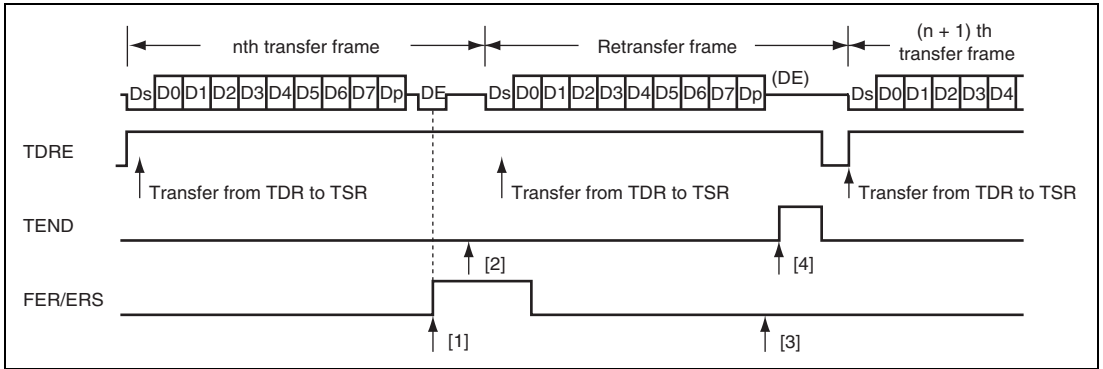 nth transfer frame
Retransfer frame
(n + 1) th
transfer frame
Ds D0 D1 D2 D3 D4 D5 D6 D7 Dp DE
Ds D0 D1 D2 D3 D4 D5 D6 D7 Dp (DE)
Ds D0 D1 D2 D3 D4
TDRE
Transfer from TDR to TSR
Transfer from TDR to TSR
Transfer from TDR to TSR
TEND
[2]
[4]
FER/ERS
[1]
[3]